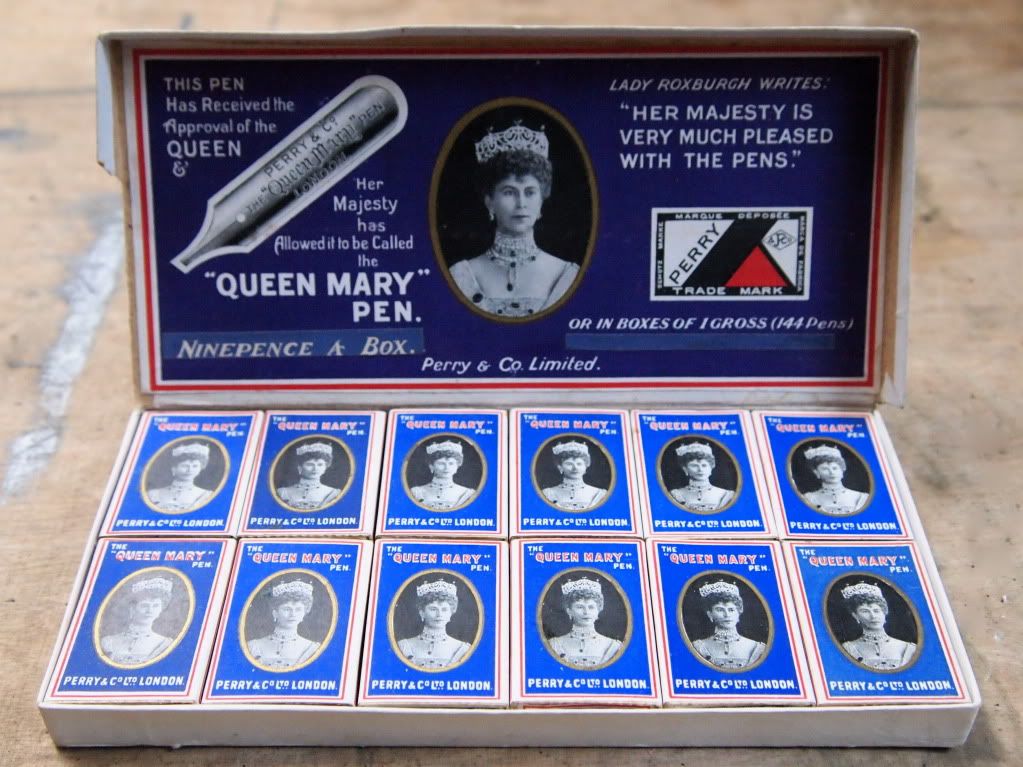 THIS PEN
Has Received the
Approval of the
QUEEN
&
PERRY & Co
THE "Queen Mary" PEN
LONDON
Her
Majesty
has
Allowed it to be Called
the
"QUEEN MARY"
PEN.
NINEPENCE A BOX.
LADY ROXBURGH WRITES:
"HER MAJESTY IS
VERY MUCH PLEASED
WITH THE PENS."
MARQUE DÉPOSÉE
SCHUTZ MARKE
PERRY
P&Co
MARCA DE FABRICA
TRADE MARK
OR IN BOXES OF 1 GROSS (144 Pens)
Perry & Co. Limited.
THE
"QUEEN MARY"
PEN.
PERRY & Co LTD LONDON.
THE
"QUEEN MARY"
PEN.
PERRY & Co LTD LONDON.
THE
"QUEEN MARY"
PEN.
PERRY & Co LTD LONDON.
THE
"QUEEN MARY"
PEN.
PERRY & Co LTD LONDON.
THE
"QUEEN MARY"
PEN.
PERRY & Co LTD LONDON.
THE
"QUEEN MARY"
PEN.
PERRY & Co LTD LONDON.
THE
"QUEEN MARY"
PEN.
PERRY & Co LTD LONDON.
THE
"QUEEN MARY"
PEN.
PERRY & Co LTD LONDON.
THE
"QUEEN MARY"
PEN.
PERRY & Co LTD LONDON.
THE
"QUEEN MARY"
PEN.
PERRY & Co LTD LONDON.
THE
"QUEEN MARY"
PEN.
PERRY & Co LTD LONDON.
THE
"QUEEN MARY"
PEN.
PERRY & Co LTD LONDON.